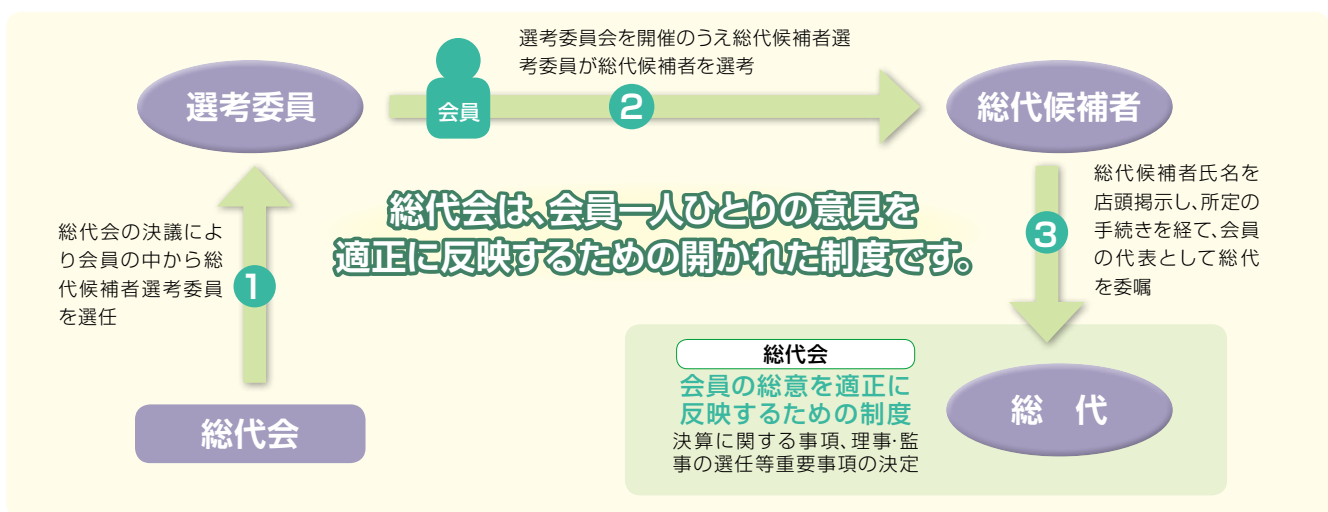 選考委員会を開催のうえ総代候補者選
考委員が総代候補者を選考
選考委員
会員
2
総代候補者
総代会の決議によ
り会員の中から総
代候補者選考委員
を選任
1
総代会は、会員一人ひとりの意見を
適正に反映するための開かれた制度です。
3
総代候補者氏名を
店頭掲示し、所定の
手続きを経て、会員
の代表として総代
を委嘱
総代会
総代会
会員の総意を適正に
反映するための制度
決算に関する事項、理事・監
事の選任等重要事項の決定
総 代